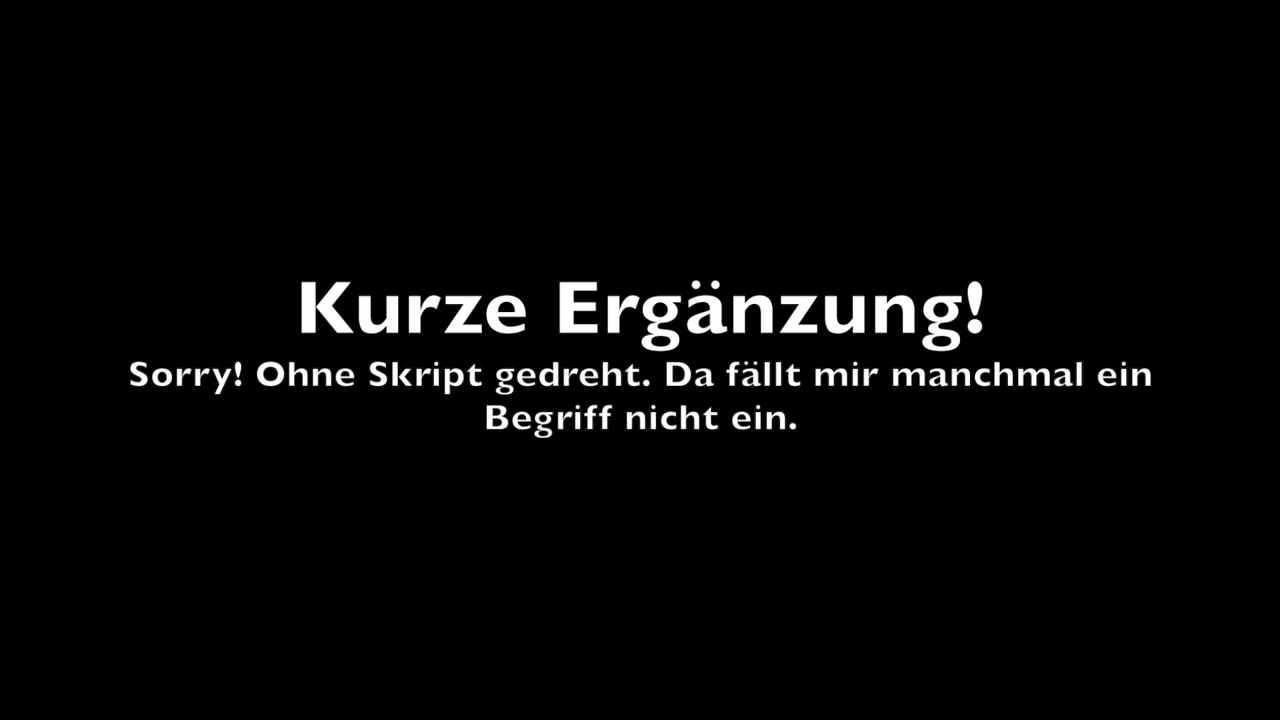 Kurze Ergänzung!
Sorry! Ohne Skript gedreht. Da fällt mir manchmal ein
Begriff nicht ein.